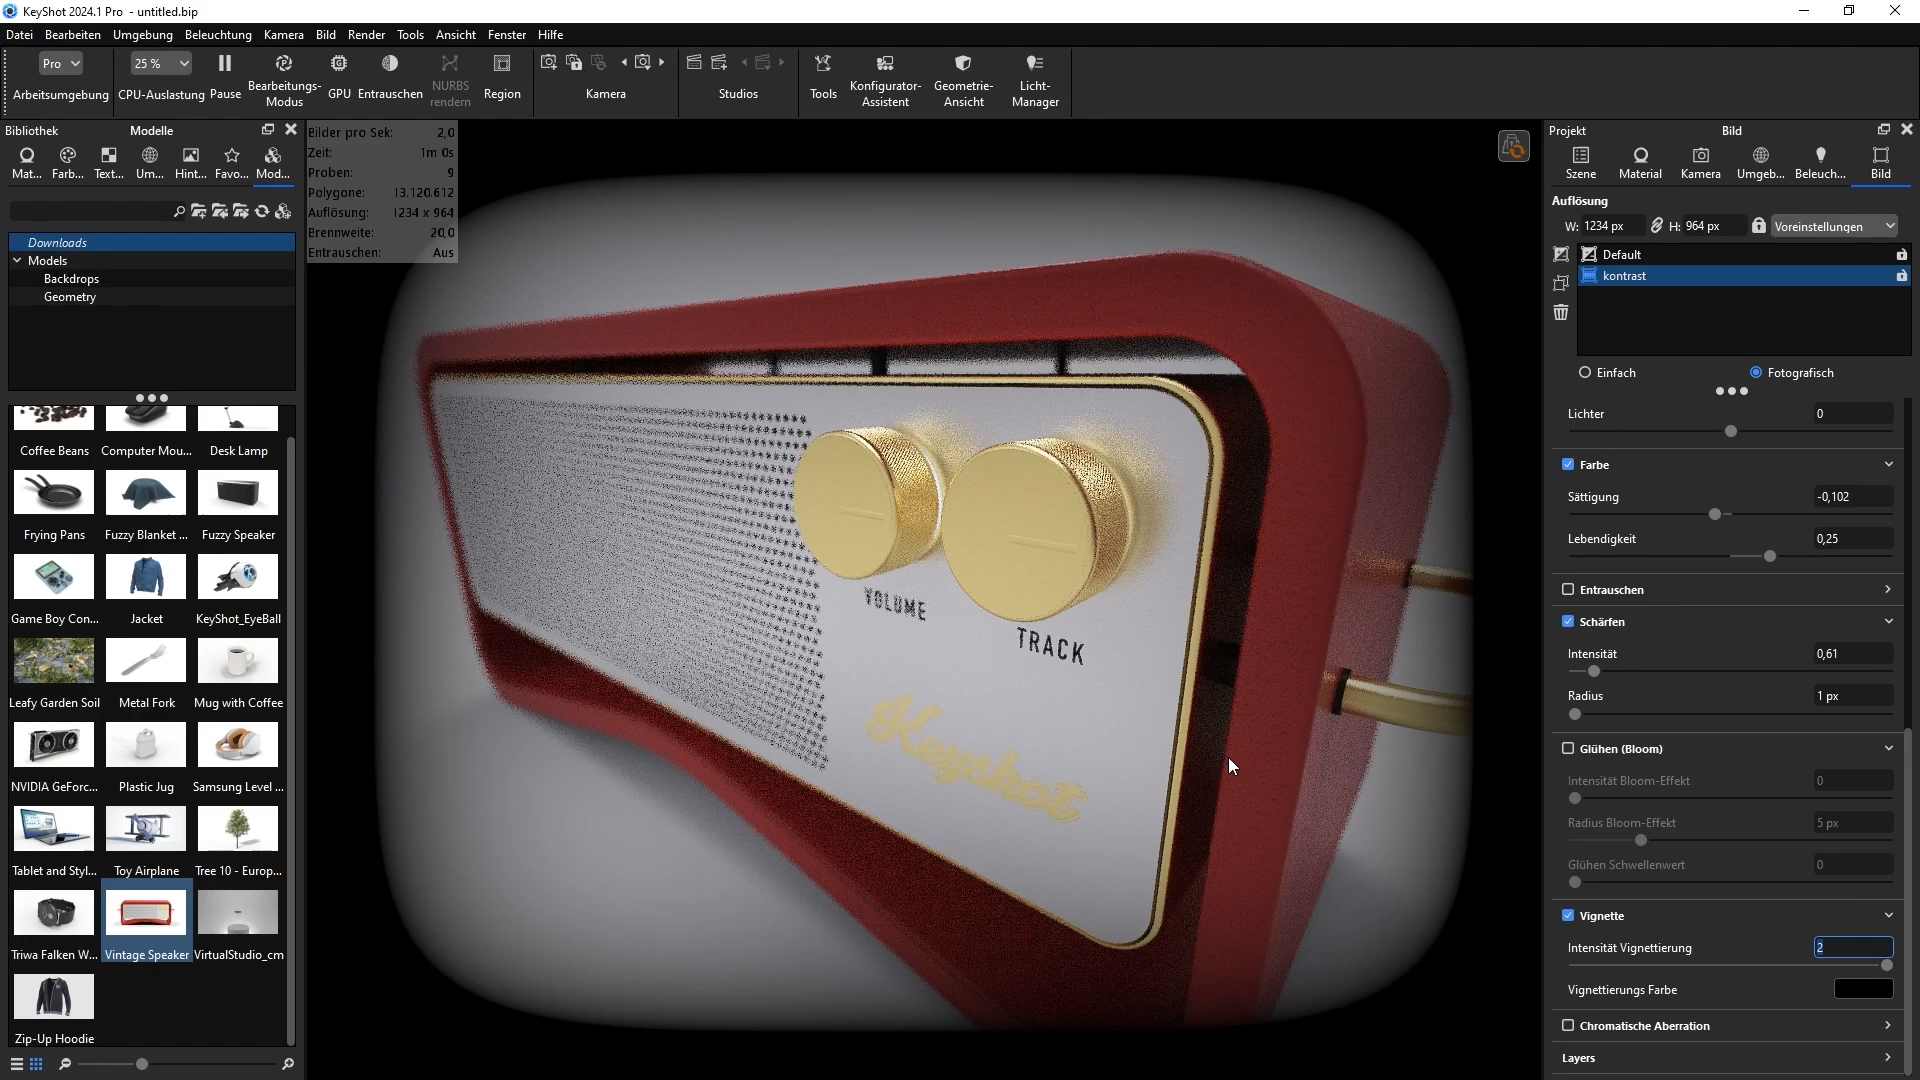 KeyShot 2024.1 Pro  - untitled.bip
Datei Bearbeiten Umgebung Beleuchtung Kamera Bild Render Tools Ansicht Fenster Hilfe
Pro 25 %
Arbeitsumgebung CPU-Auslastung Pause Bearbeitungs-Modus GPU Entrauschen NURBS rendern Region Kamera Studios Tools Konfigurator-Assistent Geometrie-Ansicht Licht-Manager
Bibliothek Modelle
Mat... Farb... Text... Um... Hint... Favo... Mod...
Downloads
Models
Backdrops
Geometry
Coffee Beans Computer Mou... Desk Lamp
Frying Pans Fuzzy Blanket ... Fuzzy Speaker
Game Boy Con... Jacket KeyShot_EyeBall
Leafy Garden Soil Metal Fork Mug with Coffee
NVIDIA GeForc... Plastic Jug Samsung Level ...
Tablet and Styl... Toy Airplane Tree 10 - Europ...
Triwa Falken W... Vintage Speaker VirtualStudio_cm
Zip-Up Hoodie
Bilder pro Sek: 2,0
Zeit: 1m 0s
Proben: 9
Polygone: 13.120.612
Auflösung: 1234 x 964
Brennweite: 20,0
Entrauschen: Aus
VOLUME
TRACK
Keyshot
Projekt Bild
Szene Material Kamera Umgeb... Beleuch... Bild
Auflösung
W: 1234 px H: 964 px Voreinstellungen
Default
kontrast
Einfach Fotografisch
Lichter 0
Farbe
Sättigung -0,102
Lebendigkeit 0,25
Entrauschen
Schärfen
Intensität 0,61
Radius 1 px
Glühen (Bloom)
Intensität Bloom-Effekt 0
Radius Bloom-Effekt 5 px
Glühen Schwellenwert 0
Vignette
Intensität Vignettierung 2
Vignettierungs Farbe
Chromatische Aberration
Layers